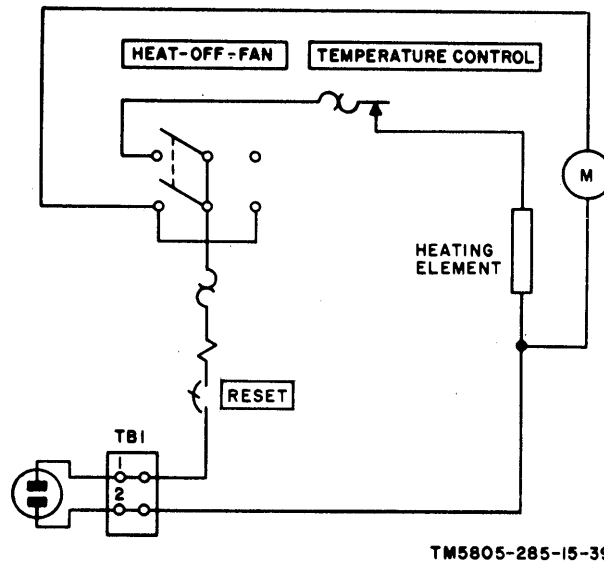 HEAT-OFF-FAN
TEMPERATURE CONTROL
M
HEATING
ELEMENT
RESET
TB1
1
2
TM5805-285-15-39